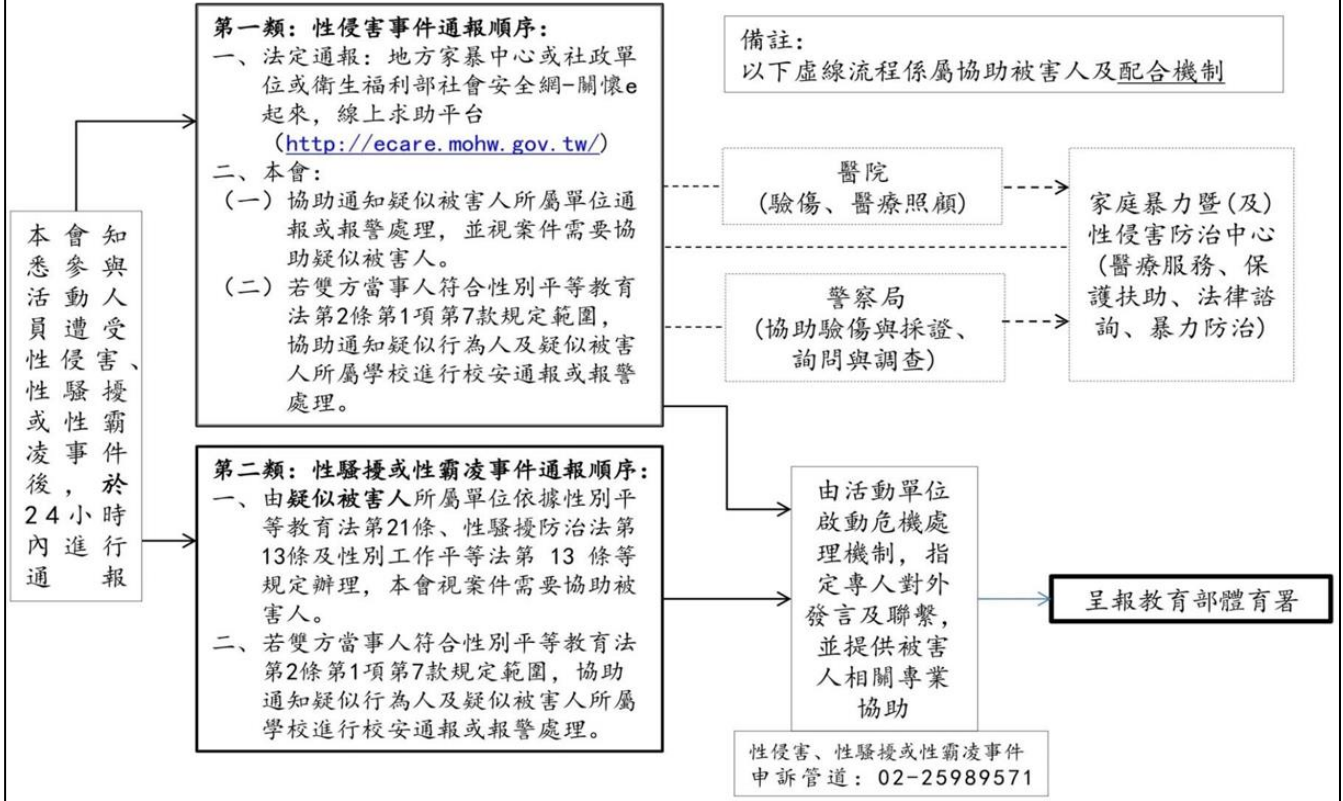 本會知
悉參與
活動人
員遭受
性侵害、
性騷擾
或性霸
凌事件
後，於
24小時
內進行
通報
第一類：性侵害事件通報順序：
一、法定通報：地方家暴中心或社政單
位或衛生福利部社會安全網-關懷e
起來，線上求助平台
（http://ecare.mohw.gov.tw/）
二、本會：
（一）協助通知疑似被害人所屬單位通
報或報警處理，並視案件需要協
助疑似被害人。
（二）若雙方當事人符合性別平等教育
法第2條第1項第7款規定範圍，
協助通知疑似行為人及疑似被害
人所屬學校進行校安通報或報警
處理。
第二類：性騷擾或性霸凌事件通報順序：
一、由疑似被害人所屬單位依據性別平
等教育法第21條、性騷擾防治法第
13條及性別工作平等法第 13 條等
規定辦理，本會視案件需要協助被
害人。
二、若雙方當事人符合性別平等教育法
第2條第1項第7款規定範圍，協助
通知疑似行為人及疑似被害人所屬
學校進行校安通報或報警處理。
備註：
以下虛線流程係屬協助被害人及配合機制
醫院
(驗傷、醫療照顧)
警察局
(協助驗傷與採證、
詢問與調查)
家庭暴力暨(及)
性侵害防治中心
(醫療服務、保
護扶助、法律諮
詢、暴力防治)
由活動單位
啟動危機處
理機制，指
定專人對外
發言及聯繫，
並提供被害
人相關專業
協助
呈報教育部體育署
性侵害、性騷擾或性霸凌事件
申訴管道：02-25989571